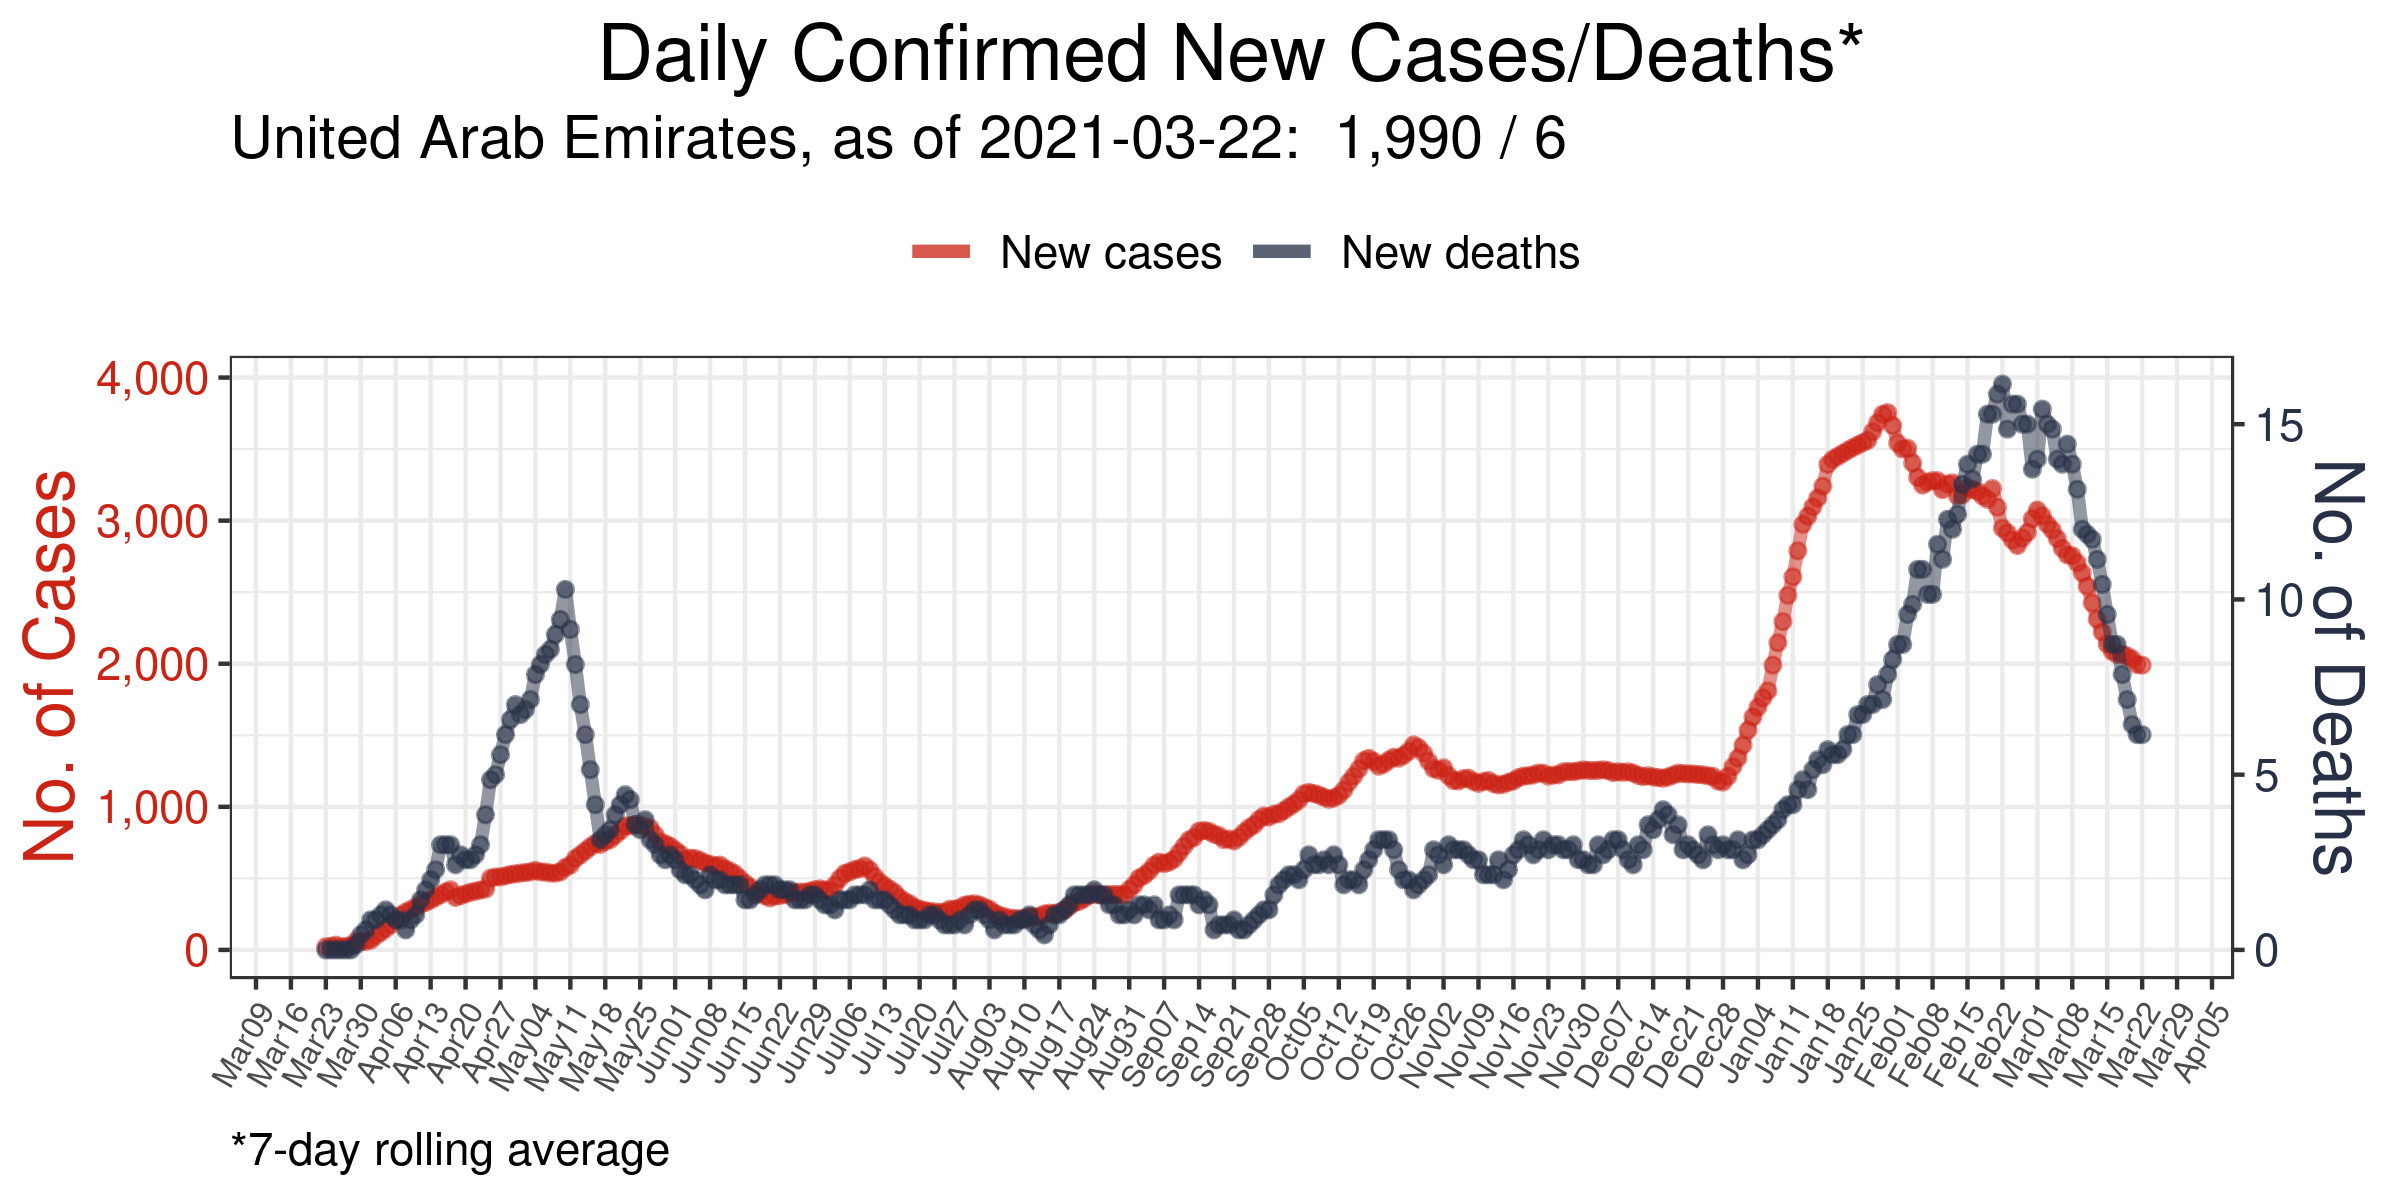 Daily Confirmed New Cases/Deaths*
United Arab Emirates, as of 2021-03-22:  1,990 / 6
New cases
New deaths
No. of Cases
4,000
3,000
2,000
1,000
0
15
10
5
0
No. of Deaths
Mar09
Mar16
Mar23
Mar30
Apr06
Apr13
Apr20
Apr27
May04
May11
May18
May25
Jun01
Jun08
Jun15
Jun22
Jun29
Jul06
Jul13
Jul20
Jul27
Aug03
Aug10
Aug17
Aug24
Aug31
Sep07
Sep14
Sep21
Sep28
Oct05
Oct12
Oct19
Oct26
Nov02
Nov09
Nov16
Nov23
Nov30
Dec07
Dec14
Dec21
Dec28
Jan04
Jan11
Jan18
Jan25
Feb01
Feb08
Feb15
Feb22
Mar01
Mar08
Mar15
Mar22
Mar29
Apr05
*7-day rolling average